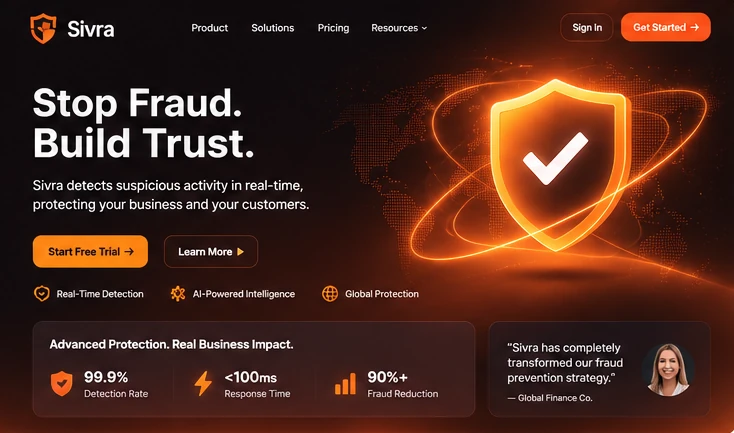 Sivra
Product
Solutions
Pricing
Resources
Sign In
Get Started →
Stop Fraud.
Build Trust.
Sivra detects suspicious activity in real-time,
protecting your business and your customers.
Start Free Trial →
Learn More
Real-Time Detection
AI-Powered Intelligence
Global Protection
Advanced Protection. Real Business Impact.
99.9%
Detection Rate
<100ms
Response Time
90%+
Fraud Reduction
“Sivra has completely
transformed our fraud
prevention strategy.”
— Global Finance Co.